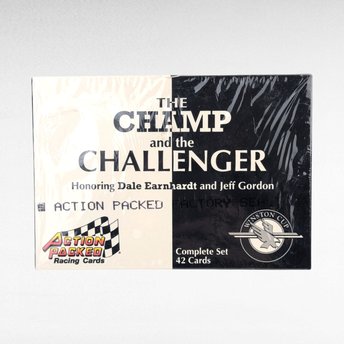 THE
CHAMP
and the
CHALLENGER
Honoring Dale Earnhardt and Jeff Gordon
ACTION PACKED FACTORY SET
ACTION
PACKED
Racing Cards
WINSTON CUP
Complete Set
42 Cards